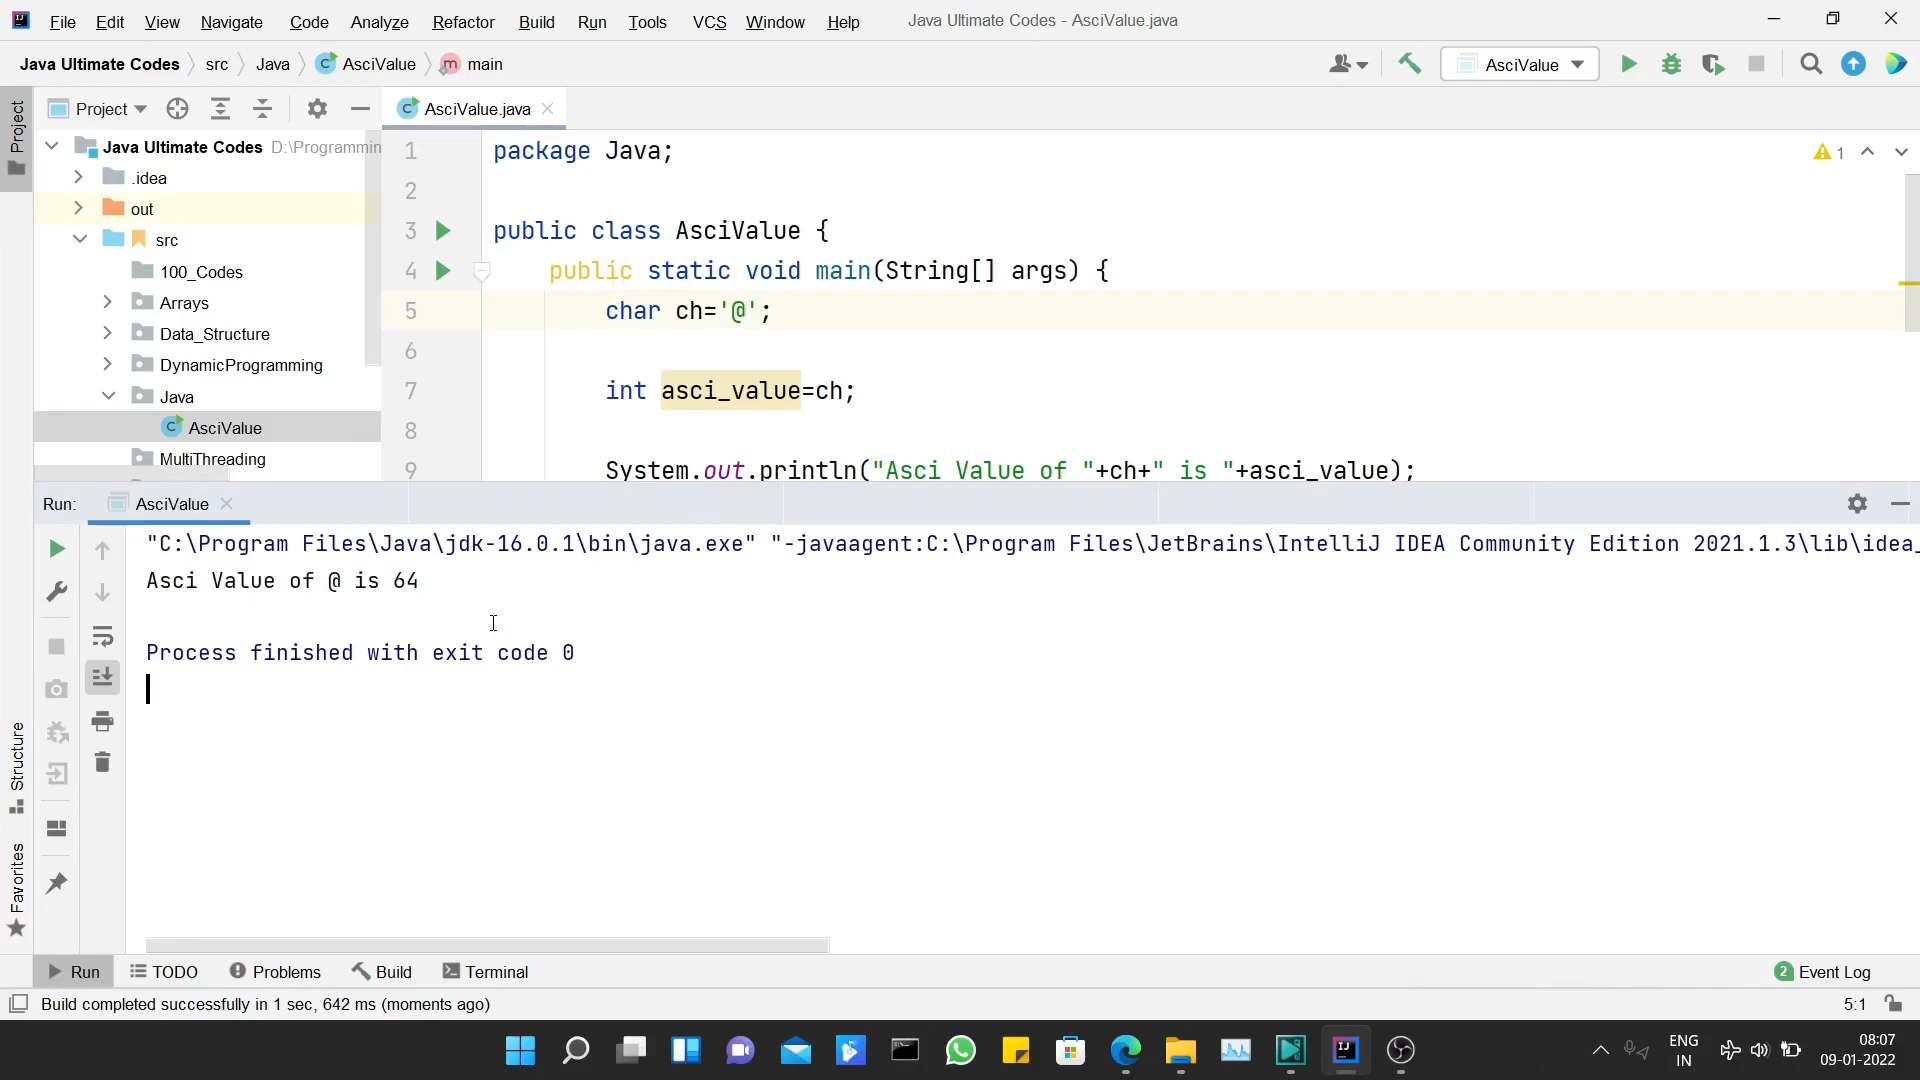 File Edit View Navigate Code Analyze Refactor Build Run Tools VCS Window Help Java Ultimate Codes - AsciValue.java
Java Ultimate Codes src Java AsciValue main AsciValue
Project AsciValue.java
Project
Java Ultimate Codes D:\Programmin
.idea
out
src
100_Codes
Arrays
Data_Structure
DynamicProgramming
Java
AsciValue
MultiThreading
1 package Java;
2
3 public class AsciValue {
4 public static void main(String[] args) {
5 char ch='@';
6
7 int asci_value=ch;
8
9 System.out.println("Asci Value of "+ch+" is "+asci_value);
1
Run: AsciValue
"C:\Program Files\Java\jdk-16.0.1\bin\java.exe" "-javaagent:C:\Program Files\JetBrains\IntelliJ IDEA Community Edition 2021.1.3\lib\idea_
Asci Value of @ is 64
Process finished with exit code 0
Structure
Favorites
Run TODO Problems Build Terminal 2 Event Log
Build completed successfully in 1 sec, 642 ms (moments ago) 5:1
ENG
IN
08:07
09-01-2022